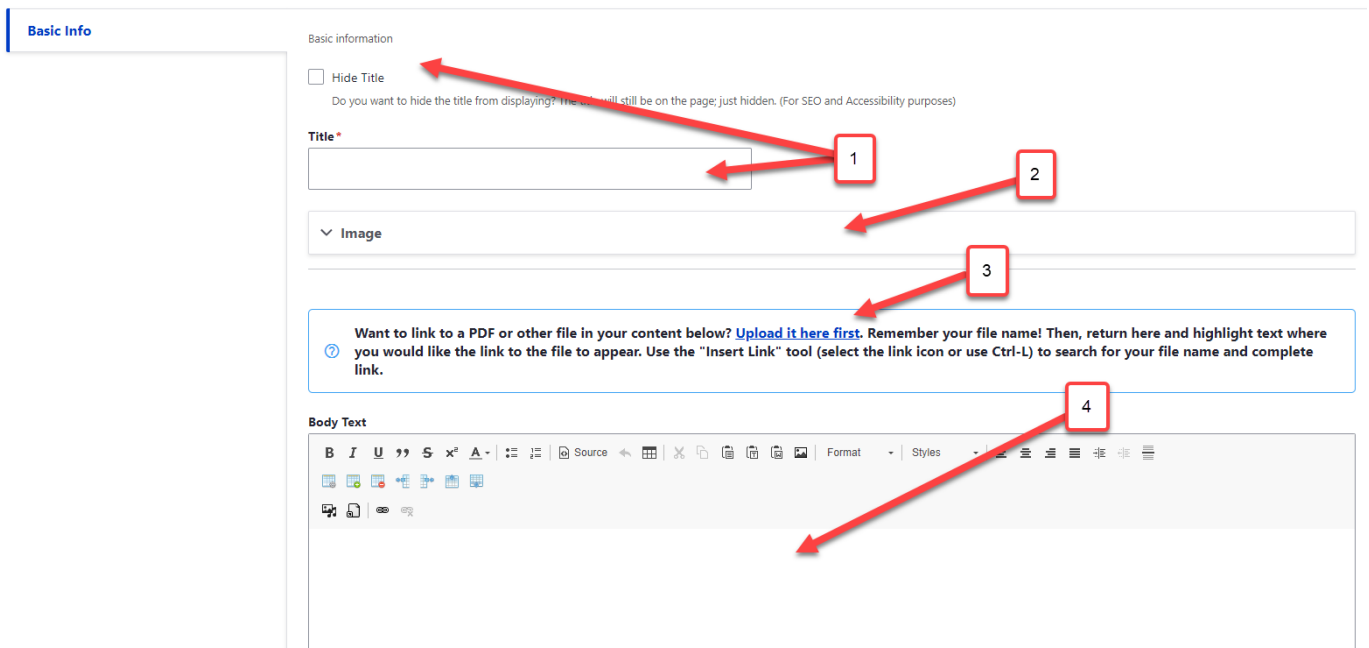 Basic Info
Basic information
Hide Title
Do you want to hide the title from displaying? The title will still be on the page; just hidden. (For SEO and Accessibility purposes)
Title*
1
2
Image
3
Want to link to a PDF or other file in your content below? Upload it here first. Remember your file name! Then, return here and highlight text where
you would like the link to the file to appear. Use the "Insert Link" tool (select the link icon or use Ctrl-L) to search for your file name and complete
link.
4
Body Text
B I U S x² A Source Format Styles